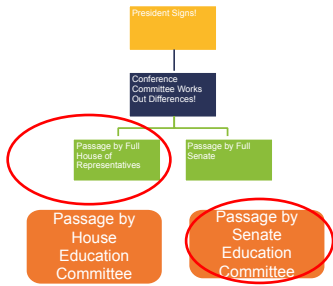 President Signs!
Conference
Committee Works
Out Differences!
Passage by Full
House of
Representatives
Passage by Full
Senate
Passage by
House
Education
Committee
Passage by
Senate
Education
Committee